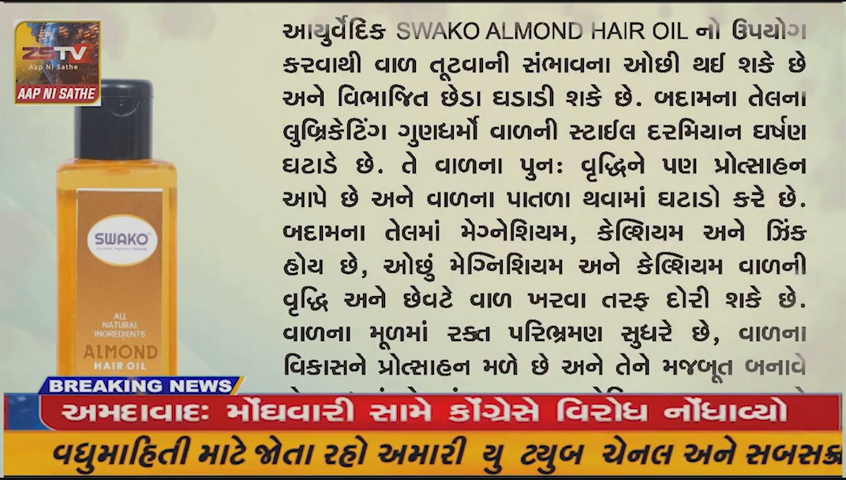 ZSTV
Aap Ni Sathe
AAP NI SATHE
આયુર્વેદિક SWAKO ALMOND HAIR OIL નો ઉપયોગ
કરવાથી વાળ તૂટવાની સંભાવના ઓછી થઈ શકે છે
અને વિભાજિત છેડા ઘડાડી શકે છે. બદામના તેલના
લુબ્રિકેટિંગ ગુણધર્મો વાળની સ્ટાઈલ દરમિયાન ઘર્ષણ
ઘટાડે છે. તે વાળના પુનઃ વૃદ્ધિને પણ પ્રોત્સાહન
આપે છે અને વાળના પાતળા થવામાં ઘટાડો કરે છે.
બદામના તેલમાં મેગ્નેશિયમ, કેલ્શિયમ અને ઝિંક
હોય છે, ઓછું મેગ્નિશિયમ અને કેલ્શિયમ વાળની
વૃદ્ધિ અને છેવટે વાળ ખરવા તરફ દોરી શકે છે.
વાળના મૂળમાં રક્ત પરિભ્રમણ સુધરે છે, વાળના
વિકાસને પ્રોત્સાહન મળે છે અને તેને મજબૂત બનાવે
SWAKO
ALL
NATURAL
INGREDIENTS
ALMOND
HAIR OIL
BREAKING NEWS
અમદાવાદઃ મોંઘવારી સામે કોંગ્રેસે વિરોધ નોંધાવ્યો
વધુમાહિતી માટે જોતા રહો અમારી યુ ટ્યુબ ચેનલ અને સબસક્ર